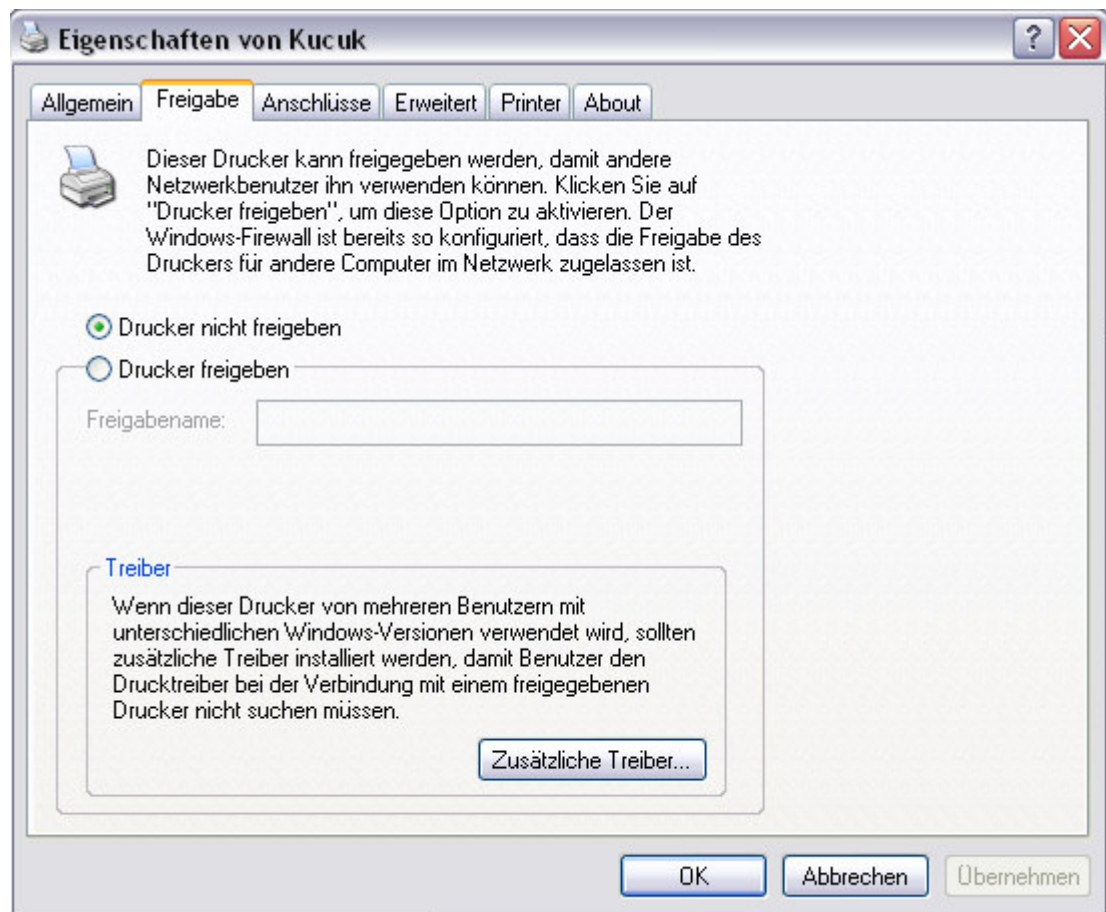 Eigenschaften von Kucuk
Allgemein Freigabe Anschlüsse Erweitert Printer About
Dieser Drucker kann freigegeben werden, damit andere
Netzwerkbenutzer ihn verwenden können. Klicken Sie auf
"Drucker freigeben", um diese Option zu aktivieren. Der
Windows-Firewall ist bereits so konfiguriert, dass die Freigabe des
Druckers für andere Computer im Netzwerk zugelassen ist.
Drucker nicht freigeben
Drucker freigeben
Freigabename:
Treiber
Wenn dieser Drucker von mehreren Benutzern mit
unterschiedlichen Windows-Versionen verwendet wird, sollten
zusätzliche Treiber installiert werden, damit Benutzer den
Drucktreiber bei der Verbindung mit einem freigegebenen
Drucker nicht suchen müssen.
Zusätzliche Treiber...
OK Abbrechen Übernehmen